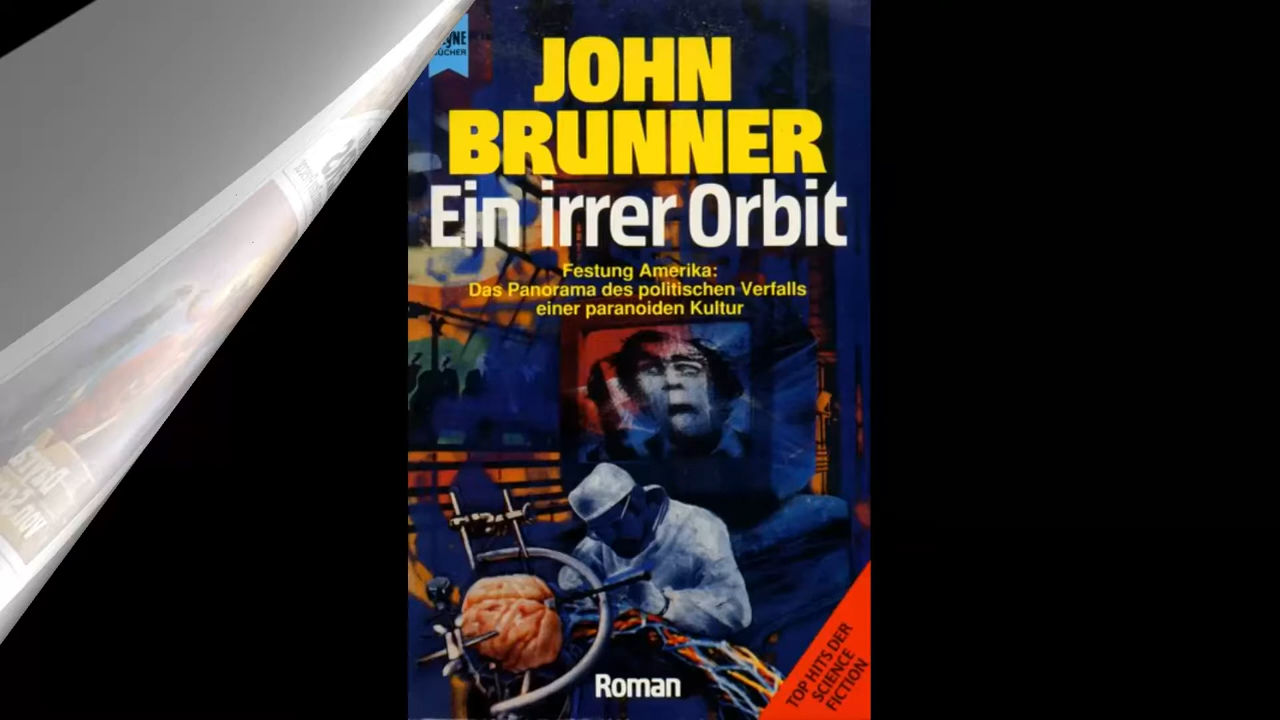 BÜCHER
JOHN
BRUNNER
Ein irrer Orbit
Festung Amerika:
Das Panorama des politischen Verfalls
einer paranoiden Kultur
Roman
TOP HITS DER
SCIENCE
FICTION